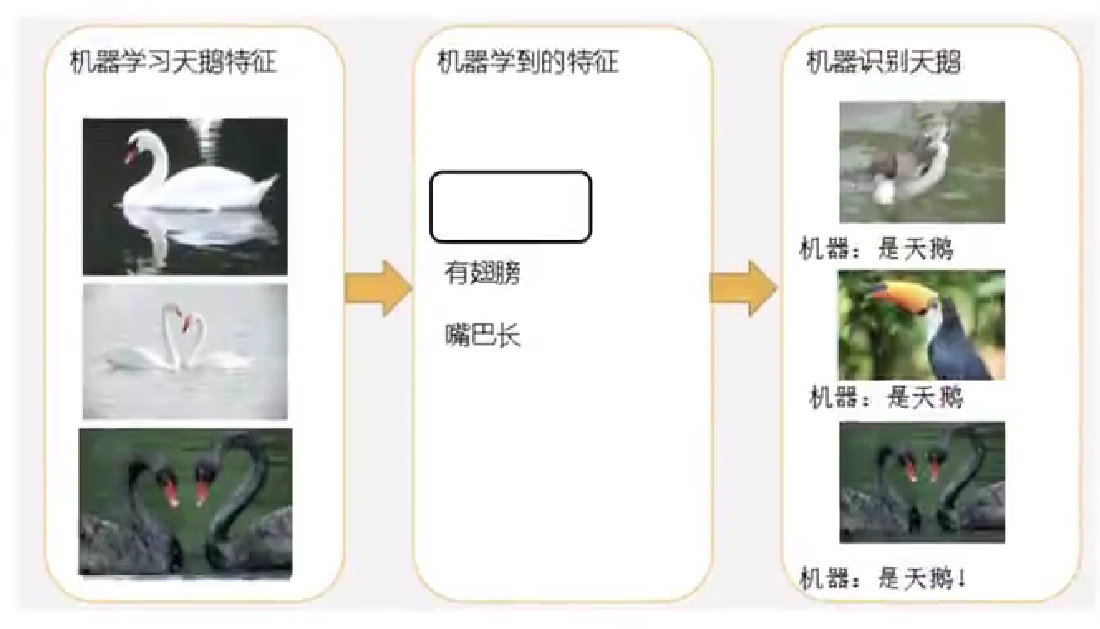 机器学习天鹅特征
机器学到的特征
有翅膀
嘴巴长
机器识别天鹅
机器：是天鹅
机器：是天鹅
机器：是天鹅！